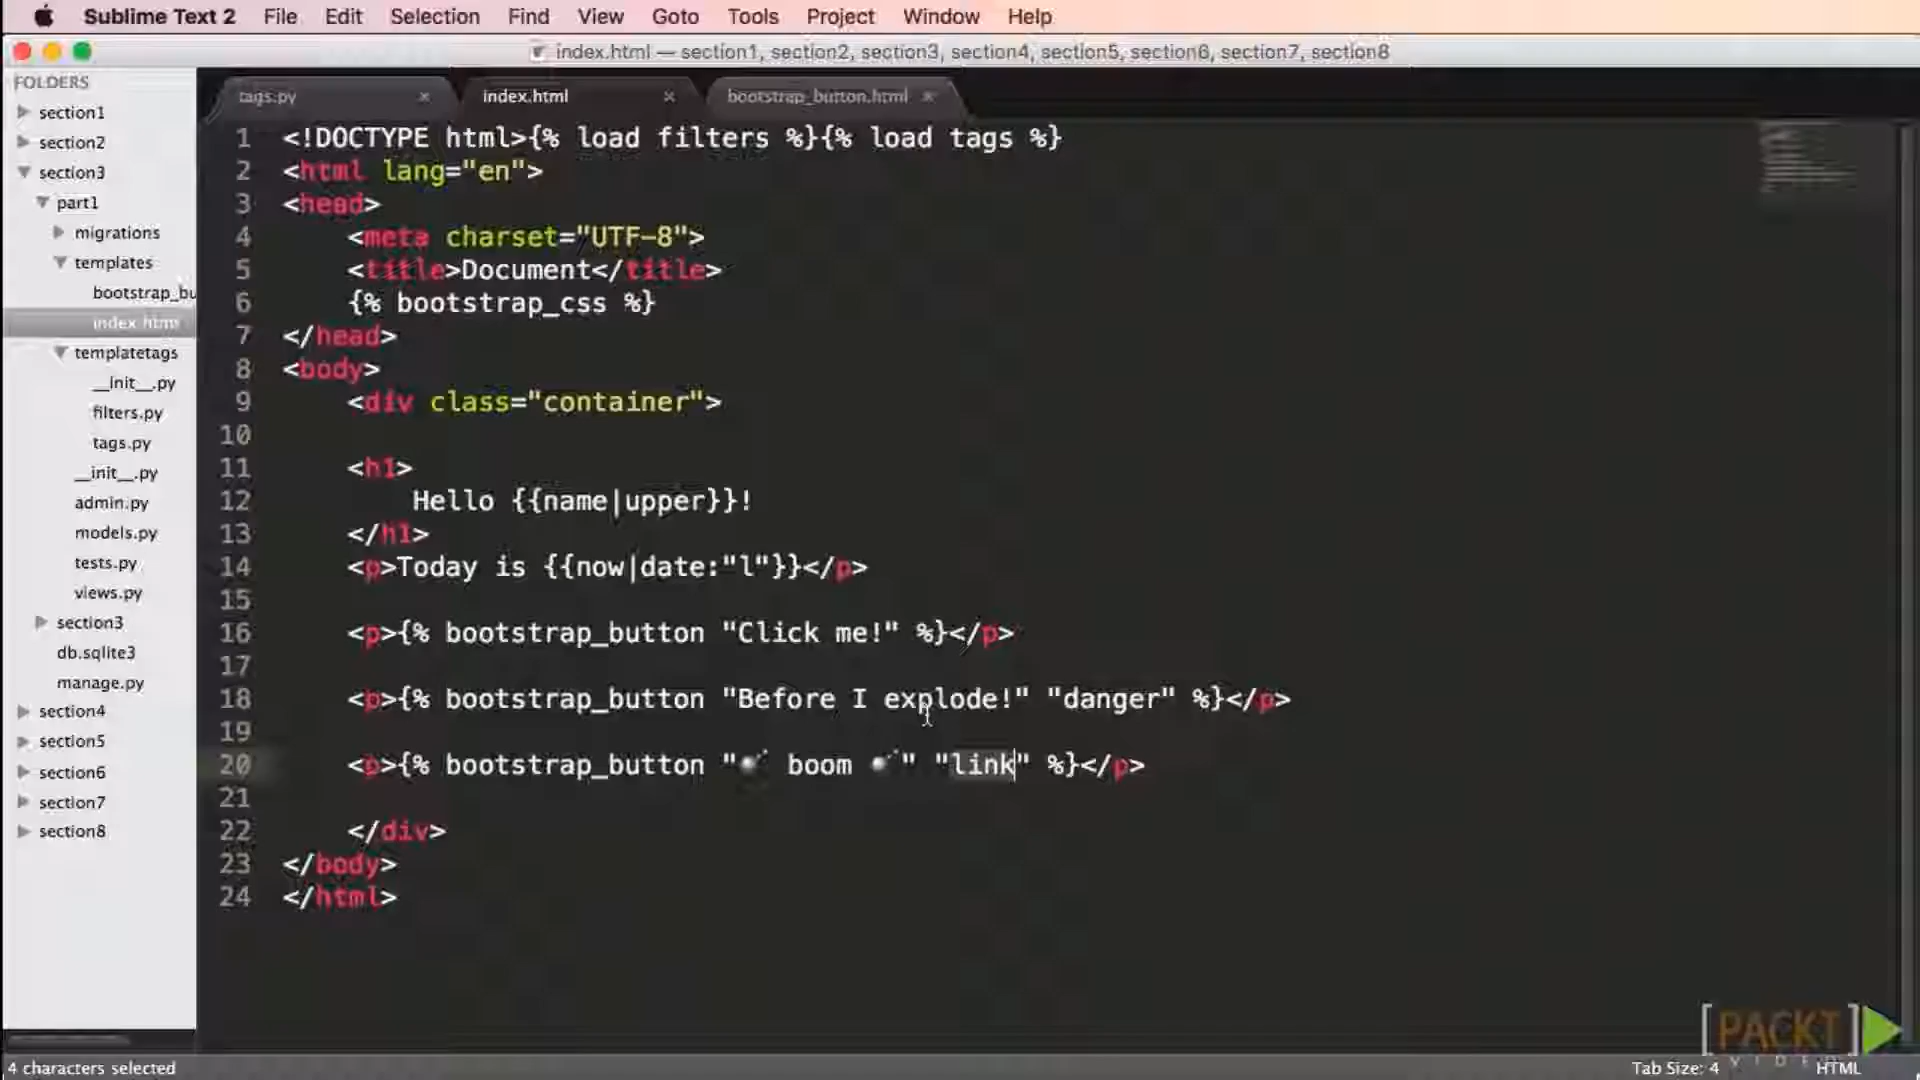 Sublime Text 2 File Edit Selection Find View Goto Tools Project Window Help
index.html — section1, section2, section3, section4, section5, section6, section7, section8
FOLDERS
section1
section2
section3
part1
migrations
templates
bootstrap_bu
index.html
templatetags
__init__.py
filters.py
tags.py
__init__.py
admin.py
models.py
tests.py
views.py
section3
db.sqlite3
manage.py
section4
section5
section6
section7
section8
tags.py index.html bootstrap_button.html
1 <!DOCTYPE html>{% load filters %}{% load tags %}
2 <html lang="en">
3 <head>
4 <meta charset="UTF-8">
5 <title>Document</title>
6 {% bootstrap_css %}
7 </head>
8 <body>
9 <div class="container">
10
11 <h1>
12 Hello {{name|upper}}!
13 </h1>
14 <p>Today is {{now|date:"l"}}</p>
15
16 <p>{% bootstrap_button "Click me!" %}</p>
17
18 <p>{% bootstrap_button "Before I explode!" "danger" %}</p>
19
20 <p>{% bootstrap_button "💣 boom 💣" "link" %}</p>
21
22 </div>
23 </body>
24 </html>
[PACKT]
VIDEO
4 characters selected
Tab Size: 4 HTML